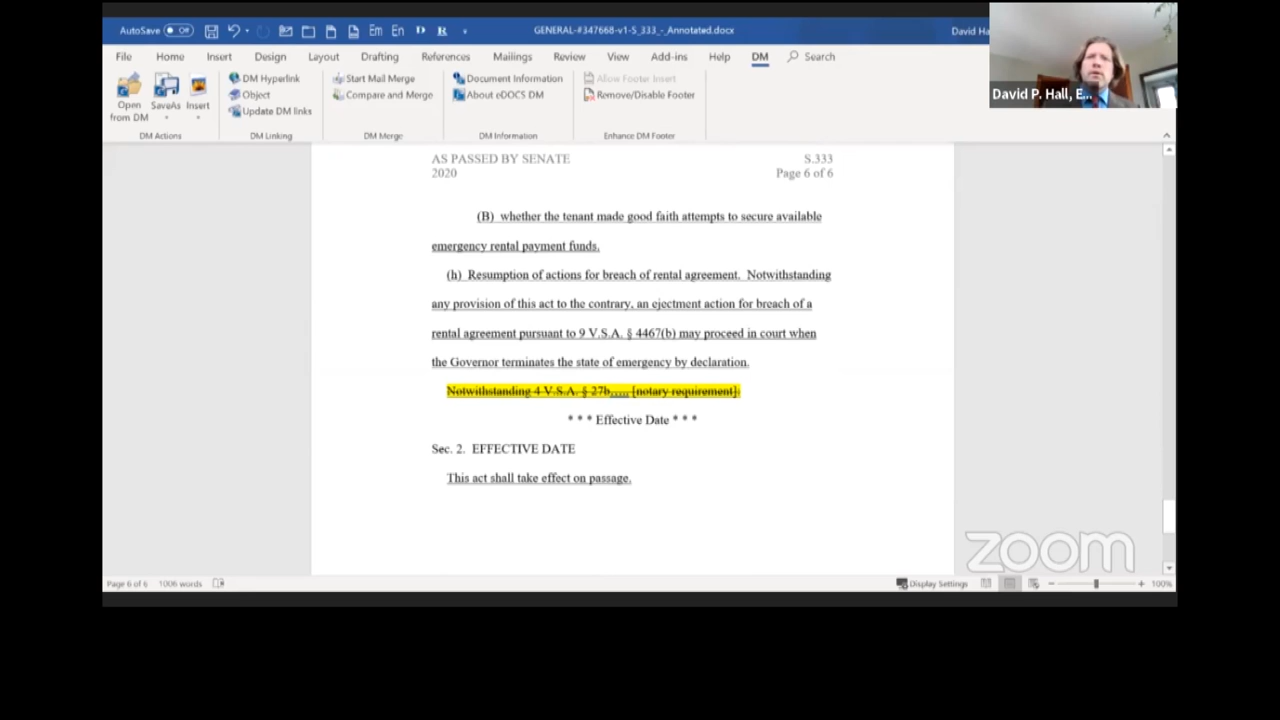 AutoSave Off GENERAL-#347668-v1-S_333_-_Annotated.docx David Ha
File Home Insert Design Layout Drafting References Mailings Review View Add-ins Help DM Search
Open from DM
SaveAs
Insert
DM Hyperlink
Object
Update DM links
Start Mail Merge
Compare and Merge
Document Information
About eDOCS DM
Allow Footer Insert
Remove/Disable Footer
DM Actions DM Linking DM Merge DM Information Enhance DM Footer
David P. Hall, E...
AS PASSED BY SENATE S.333
2020 Page 6 of 6
(B) whether the tenant made good faith attempts to secure available
emergency rental payment funds.
(h) Resumption of actions for breach of rental agreement. Notwithstanding
any provision of this act to the contrary, an ejectment action for breach of a
rental agreement pursuant to 9 V.S.A. § 4467(b) may proceed in court when
the Governor terminates the state of emergency by declaration.
Notwithstanding 4 V.S.A. § 27b..... [notary requirement].
* * * Effective Date * * *
Sec. 2. EFFECTIVE DATE
This act shall take effect on passage.
zoom
Page 6 of 6 1006 words Display Settings 100%